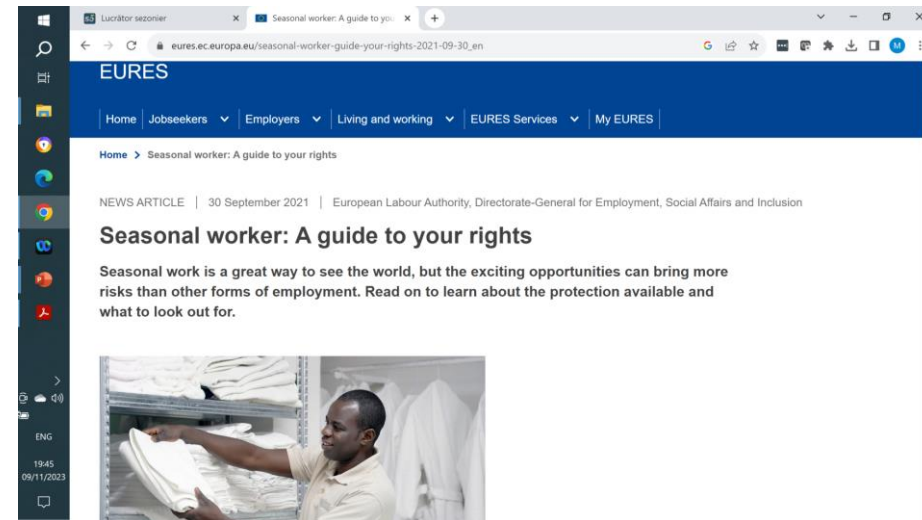 Lucrător sezonier
Seasonal worker: A guide to you
eures.ec.europa.eu/seasonal-worker-guide-your-rights-2021-09-30_en
EURES
Home Jobseekers Employers Living and working EURES Services My EURES
Home > Seasonal worker: A guide to your rights
NEWS ARTICLE | 30 September 2021 | European Labour Authority, Directorate-General for Employment, Social Affairs and Inclusion
Seasonal worker: A guide to your rights
Seasonal work is a great way to see the world, but the exciting opportunities can bring more
risks than other forms of employment. Read on to learn about the protection available and
what to look out for.
ENG
19:45
09/11/2023